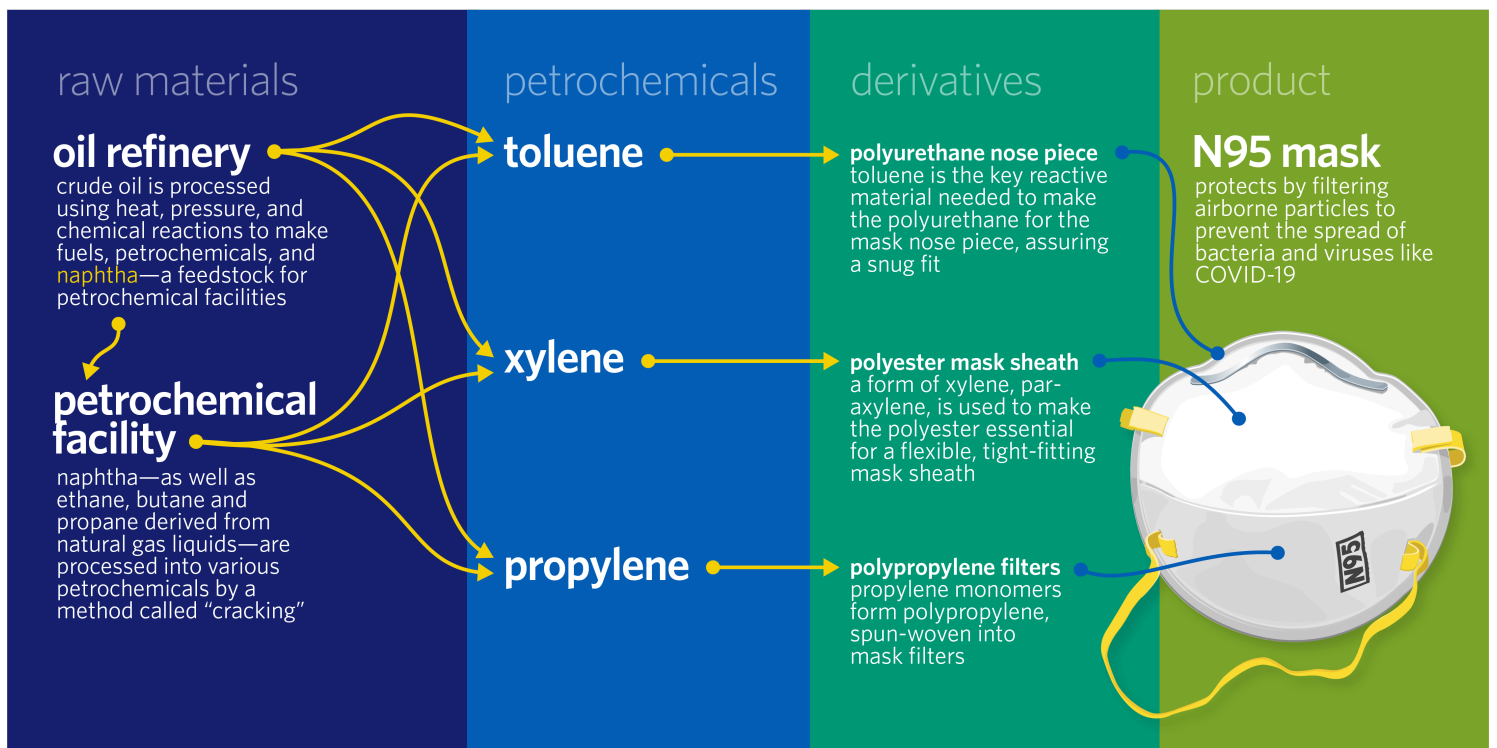 raw materials
oil refinery
crude oil is processed
using heat, pressure, and
chemical reactions to make
fuels, petrochemicals, and
naphtha—a feedstock for
petrochemical facilities
petrochemical
facility
naphtha—as well as
ethane, butane and
propane derived from
natural gas liquids—are
processed into various
petrochemicals by a
method called “cracking”
petrochemicals
toluene
xylene
propylene
derivatives
polyurethane nose piece
toluene is the key reactive
material needed to make
the polyurethane for the
mask nose piece, assuring
a snug fit
polyester mask sheath
a form of xylene, par-
axylene, is used to make
the polyester essential
for a flexible, tight-fitting
mask sheath
polypropylene filters
propylene monomers
form polypropylene,
spun-woven into
mask filters
product
N95 mask
protects by filtering
airborne particles to
prevent the spread of
bacteria and viruses like
COVID-19
N95